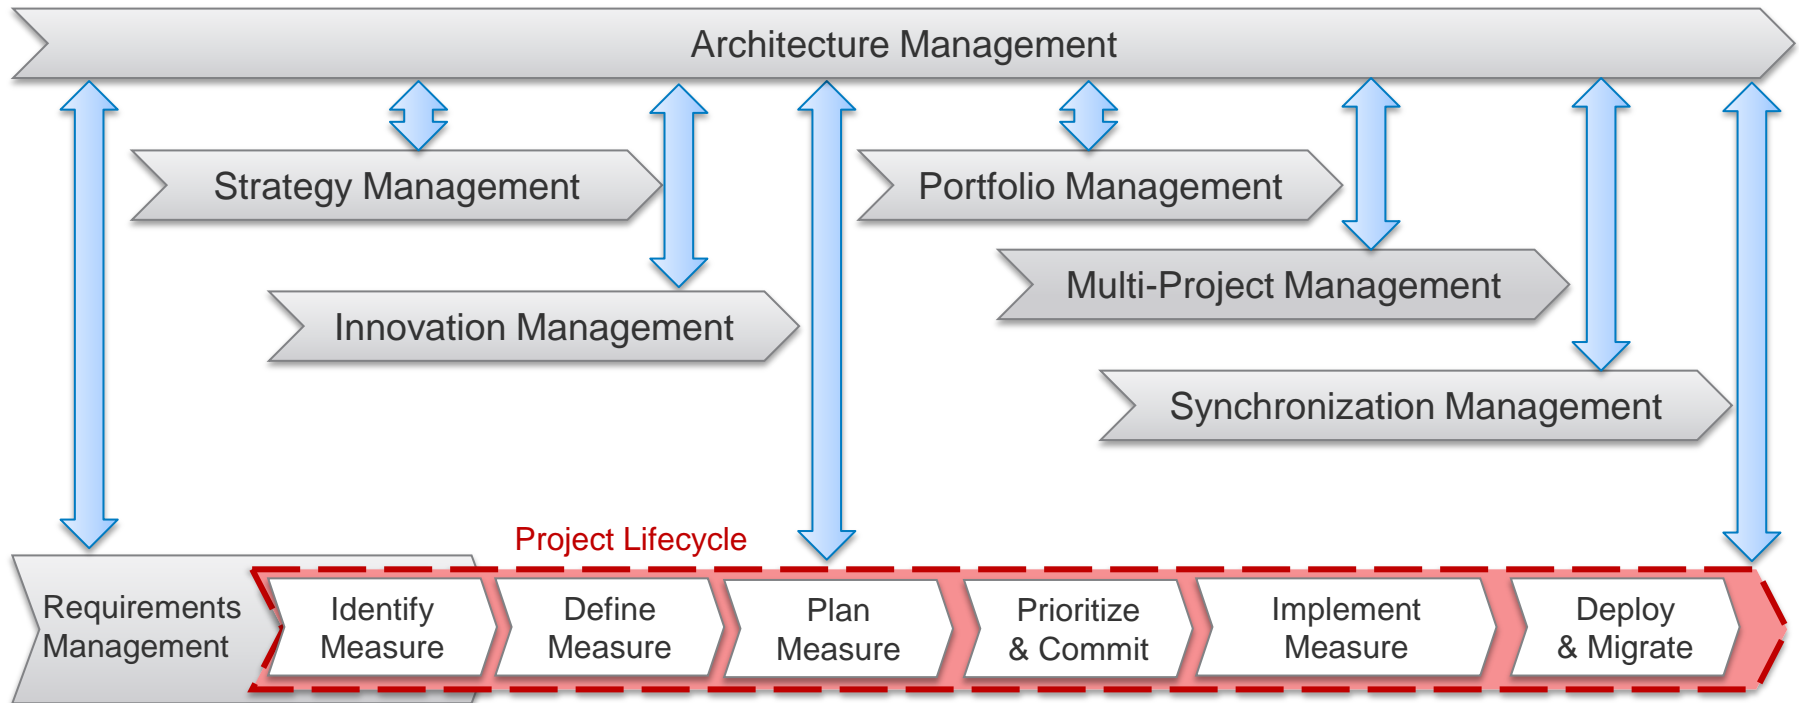 Architecture Management
Strategy Management
Portfolio Management
Multi-Project Management
Innovation Management
Synchronization Management
Project Lifecycle
Requirements
Management
Identify
Measure
Define
Measure
Plan
Measure
Prioritize
& Commit
Implement
Measure
Deploy
& Migrate